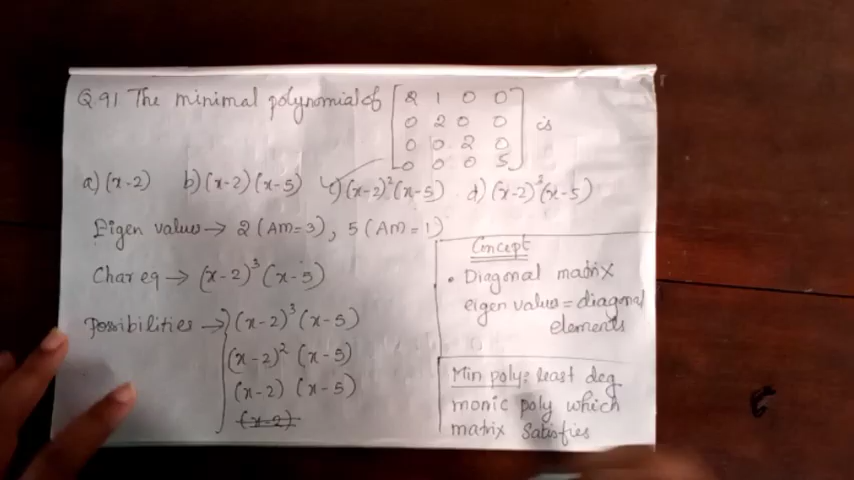 Q.91 The minimal polynomial of [2 1 0 0
0 2 0 0
0 0 2 0
0 0 0 5] is
a) (x-2) b) (x-2)(x-5) c) (x-2)²(x-5) d) (x-2)³(x-5)
Eigen values → 2 (AM=3), 5 (AM=1)
Char eq → (x-2)³ (x-5)
Possibilities → (x-2)³ (x-5)
(x-2)² (x-5)
(x-2) (x-5)
(x-2)
Concept
• Diagonal matrix
eigen value = diagonal
elements
Min poly: least deg
monic poly which
matrix satisfies